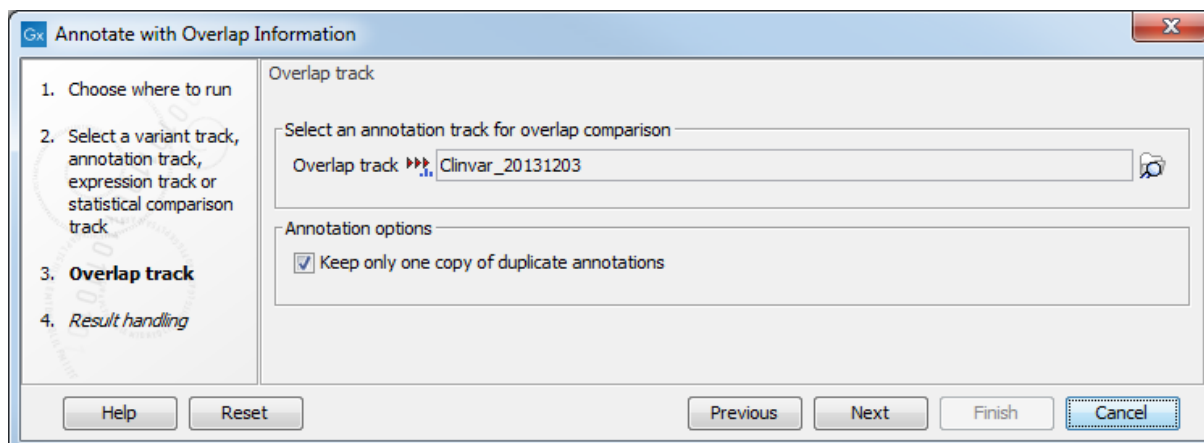 Gx Annotate with Overlap Information
1. Choose where to run
2. Select a variant track,
annotation track,
expression track or
statistical comparison
track
3. Overlap track
4. Result handling
Overlap track
Select an annotation track for overlap comparison
Overlap track Clinvar_20131203
Annotation options
Keep only one copy of duplicate annotations
Help Reset Previous Next Finish Cancel